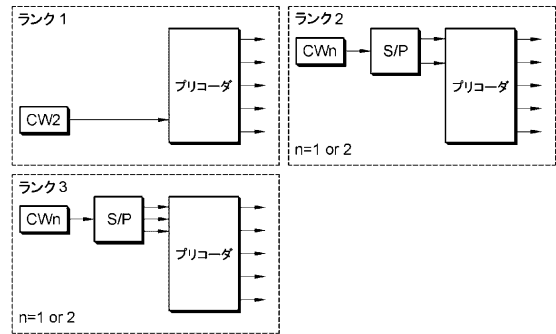 ランク1
CW2
プリコーダ
ランク2
CWn
S/P
プリコーダ
n=1 or 2
ランク3
CWn
S/P
プリコーダ
n=1 or 2